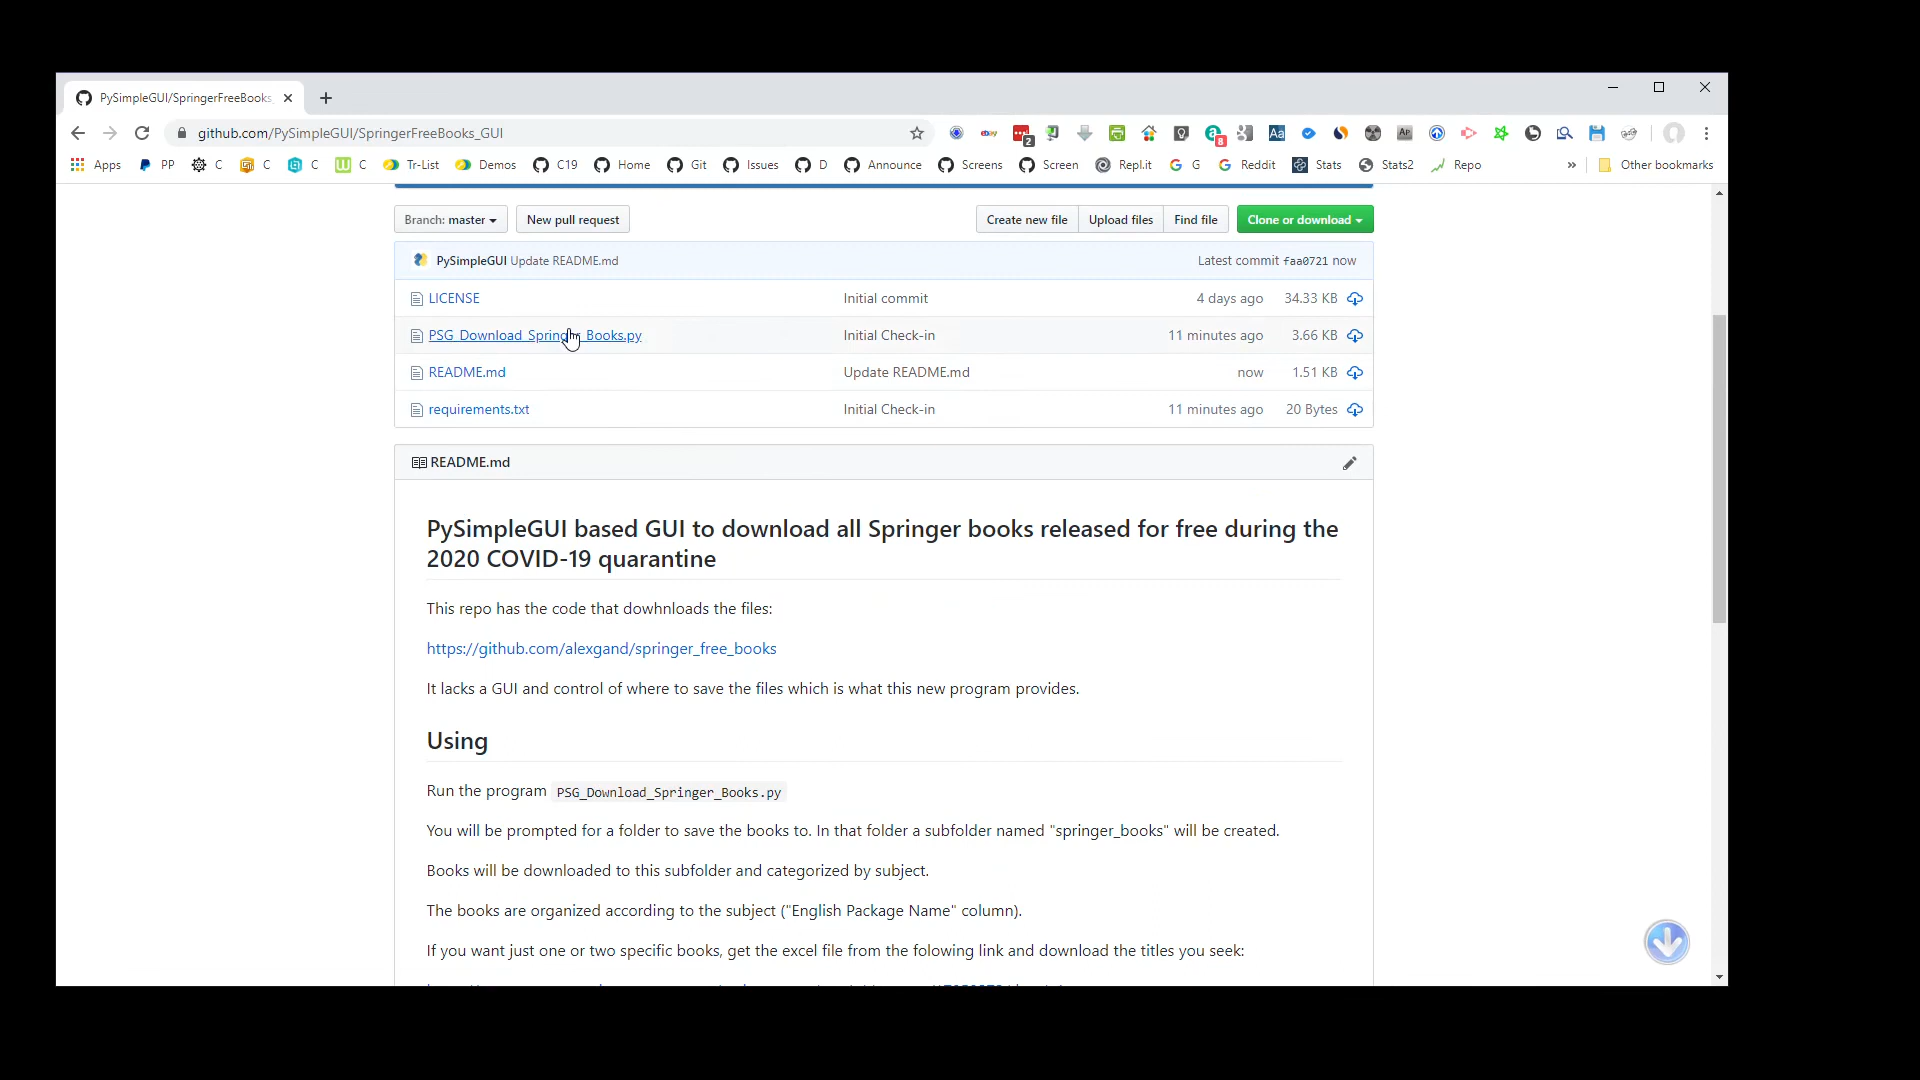 PySimpleGUI/SpringerFreeBooks
github.com/PySimpleGUI/SpringerFreeBooks_GUI
ebay
2
8
Aa
AP
Apps PP C C C C Tr-List Demos C19 Home Git Issues D Announce Screens Screen Repl.it G Reddit Stats Stats2 Repo » Other bookmarks
Branch: master New pull request Create new file Upload files Find file Clone or download
PySimpleGUI Update README.md Latest commit faa0721 now
LICENSE Initial commit 4 days ago 34.33 KB
PSG_Download_Springer_Books.py Initial Check-in 11 minutes ago 3.66 KB
README.md Update README.md now 1.51 KB
requirements.txt Initial Check-in 11 minutes ago 20 Bytes
README.md
PySimpleGUI based GUI to download all Springer books released for free during the
2020 COVID-19 quarantine
This repo has the code that dowhnloads the files:
https://github.com/alexgand/springer_free_books
It lacks a GUI and control of where to save the files which is what this new program provides.
Using
Run the program PSG_Download_Springer_Books.py
You will be prompted for a folder to save the books to. In that folder a subfolder named "springer_books" will be created.
Books will be downloaded to this subfolder and categorized by subject.
The books are organized according to the subject ("English Package Name" column).
If you want just one or two specific books, get the excel file from the folowing link and download the titles you seek: